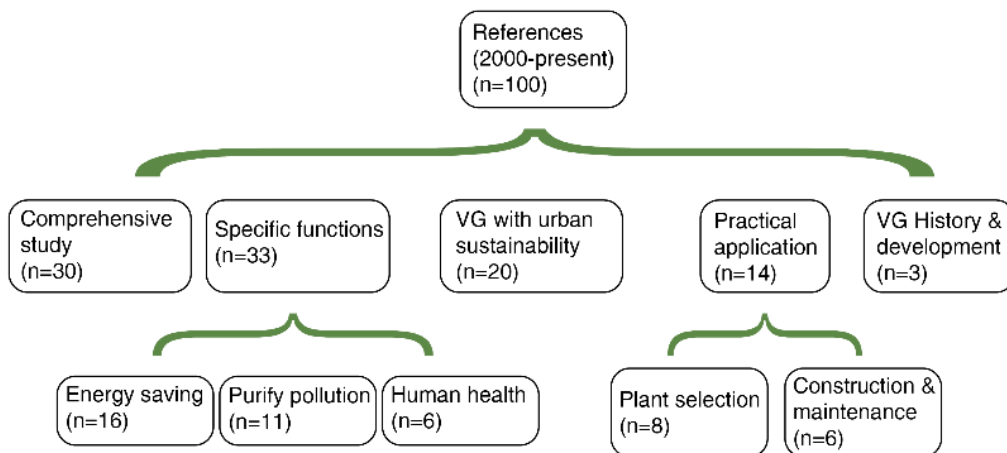 References
(2000-present)
(n=100)
Comprehensive
study
(n=30)
Specific functions
(n=33)
VG with urban
sustainability
(n=20)
Practical
application
(n=14)
VG History &
development
(n=3)
Energy saving
(n=16)
Purify pollution
(n=11)
Human health
(n=6)
Plant selection
(n=8)
Construction &
maintenance
(n=6)